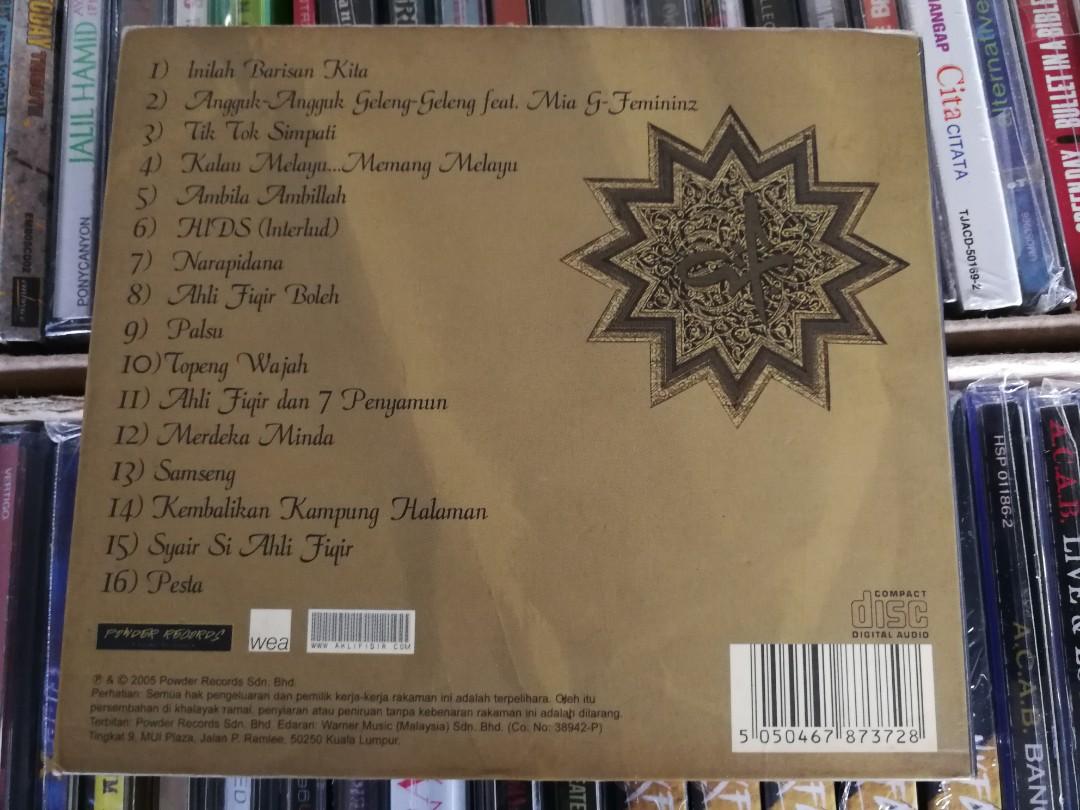 1) Inilah Barisan Kita
2) Angguk-Angguk Geleng-Geleng feat. Mia G-Femininz
3) Tik Tok Simpati
4) Kalau Melayu...Memang Melayu
5) Ambila Ambillah
6) HIDS (Interlud)
7) Narapidana
8) Ahli Fiqir Boleh
9) Palsu
10) Topeng Wajah
11) Ahli Fiqir dan 7 Penyamun
12) Merdeka Minda
13) Samseng
14) Kembalikan Kampung Halaman
15) Syair Si Ahli Fiqir
16) Pesta
POWDER RECORDS
wea
WWW.AHLIFIQIR.COM
COMPACT
disc
DIGITAL AUDIO
℗ & © 2005 Powder Records Sdn. Bhd.
Perhatian: Semua hak pengeluaran dan pemilik kerja-kerja rakaman ini adalah terpelihara. Oleh itu
persembahan di khalayak ramai, penyiaran atau peniruan tanpa kebenaran rakaman ini adalah dilarang.
Terbitan: Powder Records Sdn. Bhd. Edaran: Warner Music (Malaysia) Sdn. Bhd. (Co. No: 38942-P)
Tingkat 9, MUI Plaza, Jalan P. Ramlee, 50250 Kuala Lumpur.
5 050467 873728
JALIL HAMID
PONYCANYON
Cita CITATA
TJACD-50169-2
VERTIGO
HSP 01186-2
A.C.A.B.
A.C.A.B. LIVE &